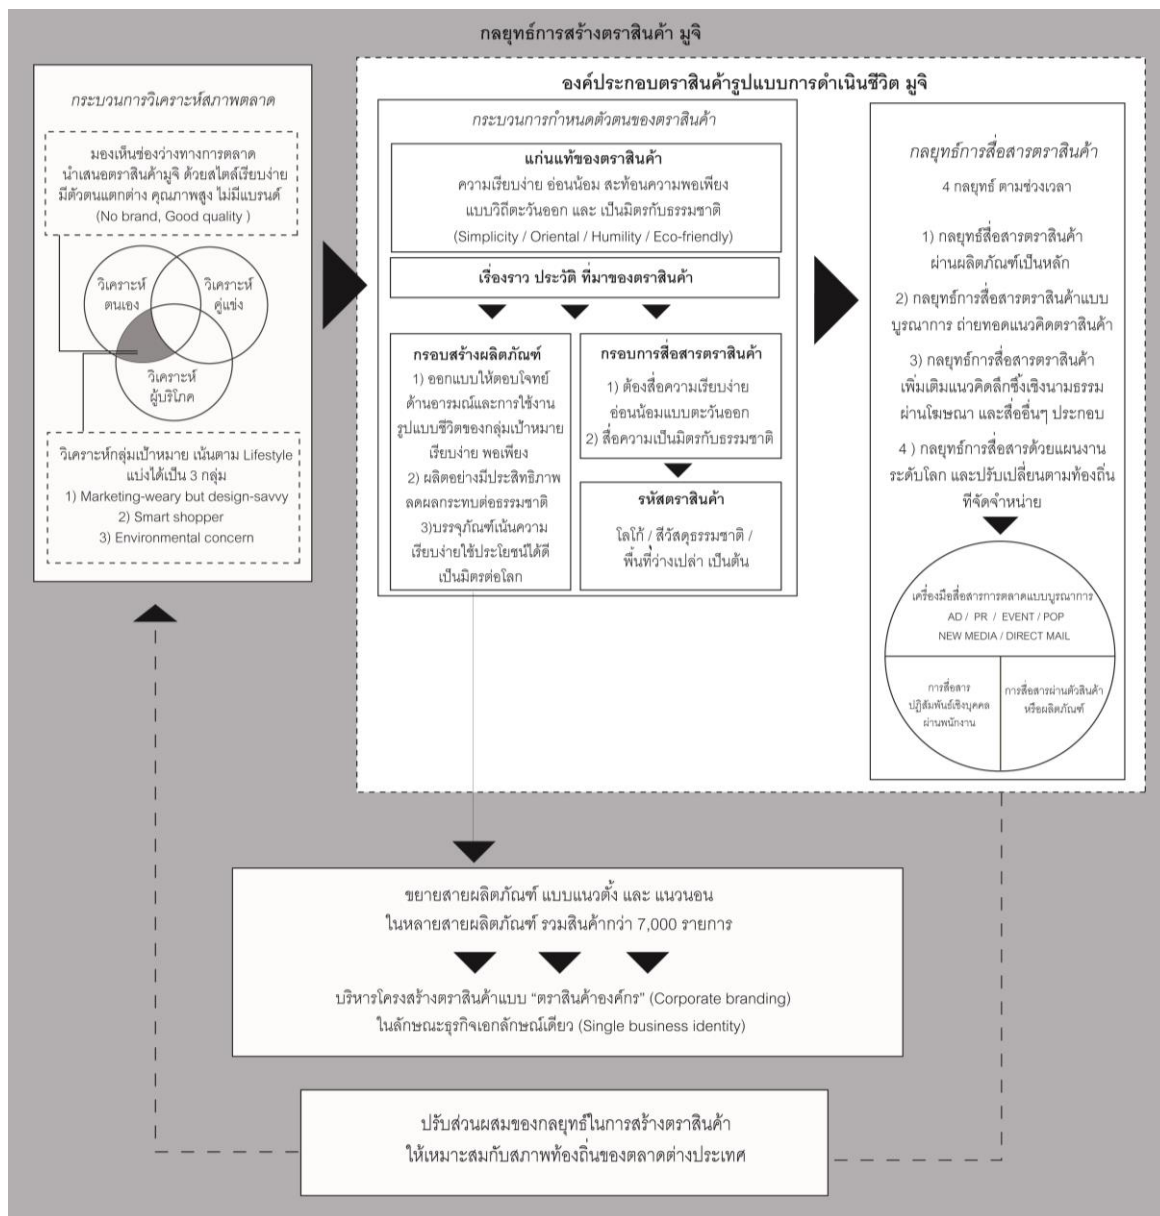 กลยุทธ์การสร้างตราสินค้า มูจิ
กระบวนการวิเคราะห์สภาพตลาด
มองเห็นช่องว่างทางการตลาด
นำเสนอตราสินค้ามูจิ ด้วยสไตล์เรียบง่าย
มีตัวตนแตกต่าง คุณภาพสูง ไม่มีแบรนด์
(No brand, Good quality )
วิเคราะห์
ตนเอง
วิเคราะห์
คู่แข่ง
วิเคราะห์
ผู้บริโภค
วิเคราะห์กลุ่มเป้าหมาย เน้นตาม Lifestyle
แบ่งได้เป็น 3 กลุ่ม
1) Marketing-weary but design-savvy
2) Smart shopper
3) Environmental concern
องค์ประกอบตราสินค้ารูปแบบการดำเนินชีวิต มูจิ
กระบวนการกำหนดตัวตนของตราสินค้า
แก่นแท้ของตราสินค้า
ความเรียบง่าย อ่อนน้อม สะท้อนความพอเพียง
แบบวิถีตะวันออก และ เป็นมิตรกับธรรมชาติ
(Simplicity / Oriental / Humility / Eco-friendly)
เรื่องราว ประวัติ ที่มาของตราสินค้า
กรอบสร้างผลิตภัณฑ์
1) ออกแบบให้ตอบโจทย์
ด้านอารมณ์และการใช้งาน
รูปแบบชีวิตของกลุ่มเป้าหมาย
เรียบง่าย พอเพียง
2) ผลิตอย่างมีประสิทธิภาพ
ลดผลกระทบต่อธรรมชาติ
3)บรรจุภัณฑ์เน้นความ
เรียบง่ายใช้ประโยชน์ได้ดี
เป็นมิตรต่อโลก
กรอบการสื่อสารตราสินค้า
1) ต้องสื่อความเรียบง่าย
อ่อนน้อมแบบตะวันออก
2) สื่อความเป็นมิตรกับธรรมชาติ
รหัสตราสินค้า
โลโก้ / สีวัสดุธรรมชาติ /
พื้นที่ว่างเปล่า เป็นต้น
กลยุทธ์การสื่อสารตราสินค้า
4 กลยุทธ์ ตามช่วงเวลา
1) กลยุทธ์สื่อสารตราสินค้า
ผ่านผลิตภัณฑ์เป็นหลัก
2) กลยุทธ์การสื่อสารตราสินค้าแบบ
บูรณาการ ถ่ายทอดแนวคิดตราสินค้า
3) กลยุทธ์การสื่อสารตราสินค้า
เพิ่มเติมแนวคิดลึกซึ้งเชิงนามธรรม
ผ่านโฆษณา และสื่ออื่นๆ ประกอบ
4 ) กลยุทธ์การสื่อสารด้วยแผนงาน
ระดับโลก และปรับเปลี่ยนตามท้องถิ่น
ที่จัดจำหน่าย
เครื่องมือสื่อสารการตลาดแบบบูรณาการ
AD / PR / EVENT / POP
NEW MEDIA / DIRECT MAIL
การสื่อสาร
ปฏิสัมพันธ์เชิงบุคคล
ผ่านพนักงาน
การสื่อสารผ่านตัวสินค้า
หรือผลิตภัณฑ์
ขยายสายผลิตภัณฑ์ แบบแนวตั้ง และ แนวนอน
ในหลายสายผลิตภัณฑ์ รวมสินค้ากว่า 7,000 รายการ
บริหารโครงสร้างตราสินค้าแบบ “ตราสินค้าองค์กร” (Corporate branding)
ในลักษณะธุรกิจเอกลักษณ์เดียว (Single business identity)
ปรับส่วนผสมของกลยุทธ์ในการสร้างตราสินค้า
ให้เหมาะสมกับสภาพท้องถิ่นของตลาดต่างประเทศ